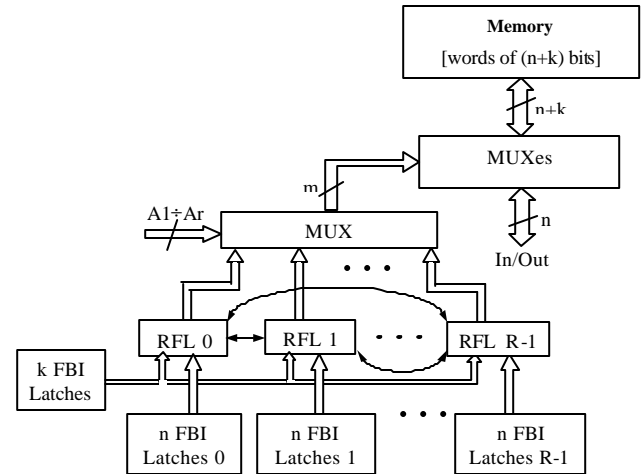 Memory
[words of (n+k) bits]
n+k
MUXes
m
n
A1÷Ar
MUX
In/Out
• • •
RFL 0
RFL 1
• • •
RFL R-1
k FBI
Latches
• • •
n FBI
Latches 0
n FBI
Latches 1
n FBI
Latches R-1